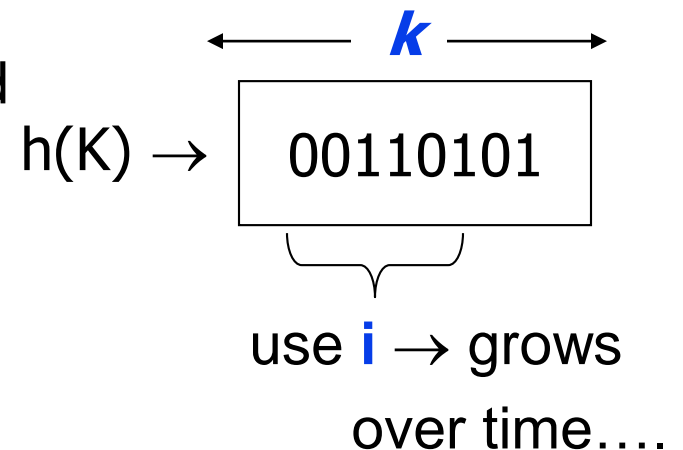 k
h(K) → 00110101
use i → grows
over time….